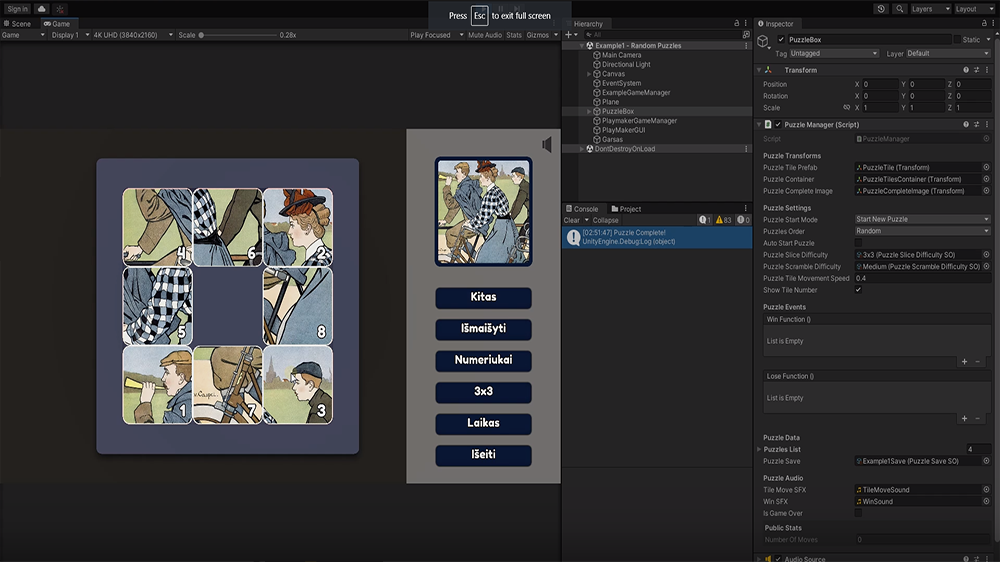 Press Esc to exit full screen
Sign in
Layers
Layout
Scene
Game
Game
Display 1
4K UHD (3840x2160)
Scale
0.28x
Play Focused
Mute Audio
Stats
Gizmos
4
6
2
5
8
1
7
3
Kitas
Išmaišyti
Numeriukai
3x3
Laikas
Išeiti
Hierarchy
All
Example1 - Random Puzzles
Main Camera
Directional Light
Canvas
EventSystem
ExampleGameManager
Plane
PuzzleBox
PlaymakerGameManager
PlayMakerGUI
Garsas
DontDestroyOnLoad
Console
Project
Clear
Collapse
1
83
0
[02:51:47] Puzzle Complete!
UnityEngine.Debug:Log (object)
Inspector
PuzzleBox
Static
Tag Untagged
Layer Default
Transform
Position X 0 Y 0 Z 0
Rotation X 0 Y 0 Z 0
Scale X 1 Y 1 Z 1
Puzzle Manager (Script)
Script PuzzleManager
Puzzle Transforms
Puzzle Tile Prefab PuzzleTile (Transform)
Puzzle Container PuzzleTilesContainer (Transform)
Puzzle Complete Image PuzzleCompleteImage (Transform)
Puzzle Settings
Puzzle Start Mode Start New Puzzle
Puzzles Order Random
Auto Start Puzzle
Puzzle Slice Difficulty 3x3 (Puzzle Slice Difficulty SO)
Puzzle Scramble Difficulty Medium (Puzzle Scramble Difficulty SO)
Puzzle Tile Movement Speed 0.4
Show Tile Number
Puzzle Events
Win Function ()
List is Empty
Lose Function ()
List is Empty
Puzzle Data
Puzzles List 4
Puzzle Save Example1Save (Puzzle Save SO)
Puzzle Audio
Tile Move SFX TileMoveSound
Win SFX WinSound
Is Game Over
Public Stats
Number Of Moves 0
Audio Source